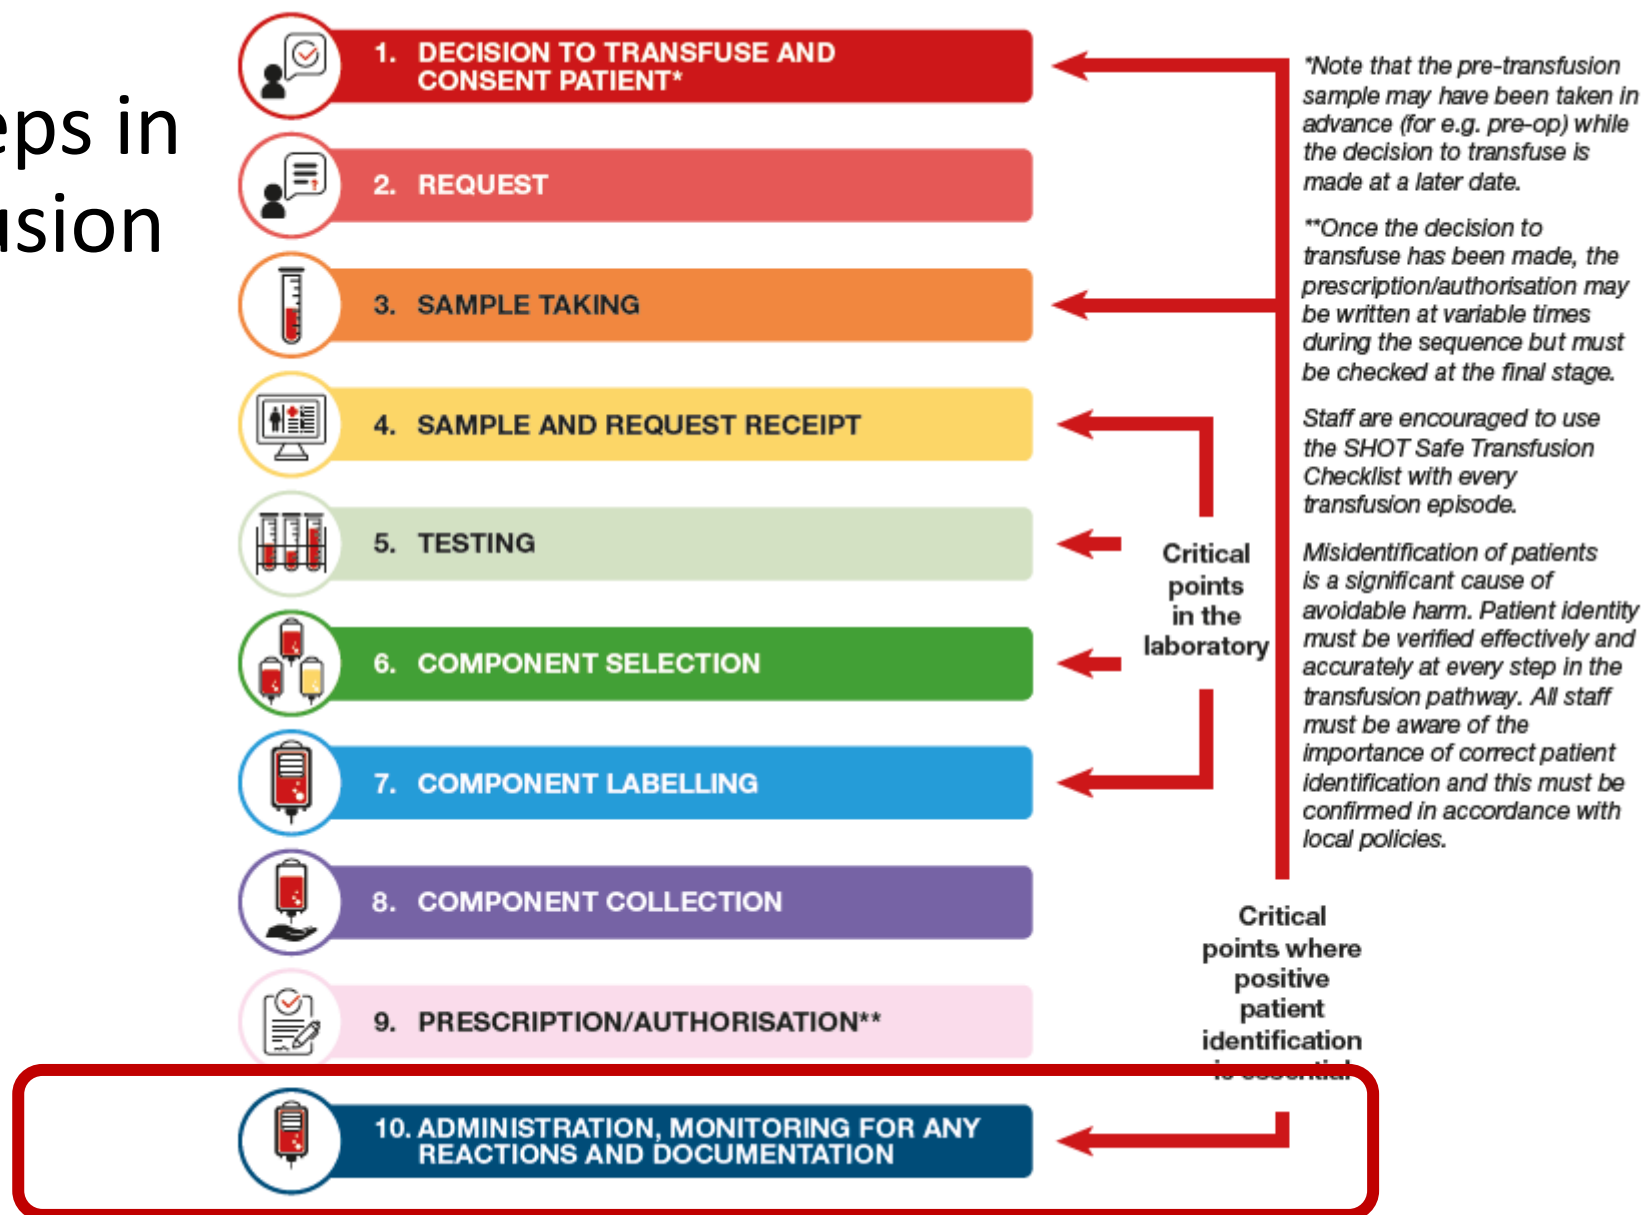 eps in
usion
1. DECISION TO TRANSFUSE AND
CONSENT PATIENT*
2. REQUEST
3. SAMPLE TAKING
4. SAMPLE AND REQUEST RECEIPT
5. TESTING
6. COMPONENT SELECTION
7. COMPONENT LABELLING
8. COMPONENT COLLECTION
9. PRESCRIPTION/AUTHORISATION**
10. ADMINISTRATION, MONITORING FOR ANY
REACTIONS AND DOCUMENTATION
Critical
points
in the
laboratory
Critical
points where
positive
patient
identification
is essential
*Note that the pre-transfusion
sample may have been taken in
advance (for e.g. pre-op) while
the decision to transfuse is
made at a later date.
**Once the decision to
transfuse has been made, the
prescription/authorisation may
be written at variable times
during the sequence but must
be checked at the final stage.
Staff are encouraged to use
the SHOT Safe Transfusion
Checklist with every
transfusion episode.
Misidentification of patients
is a significant cause of
avoidable harm. Patient identity
must be verified effectively and
accurately at every step in the
transfusion pathway. All staff
must be aware of the
importance of correct patient
identification and this must be
confirmed in accordance with
local policies.